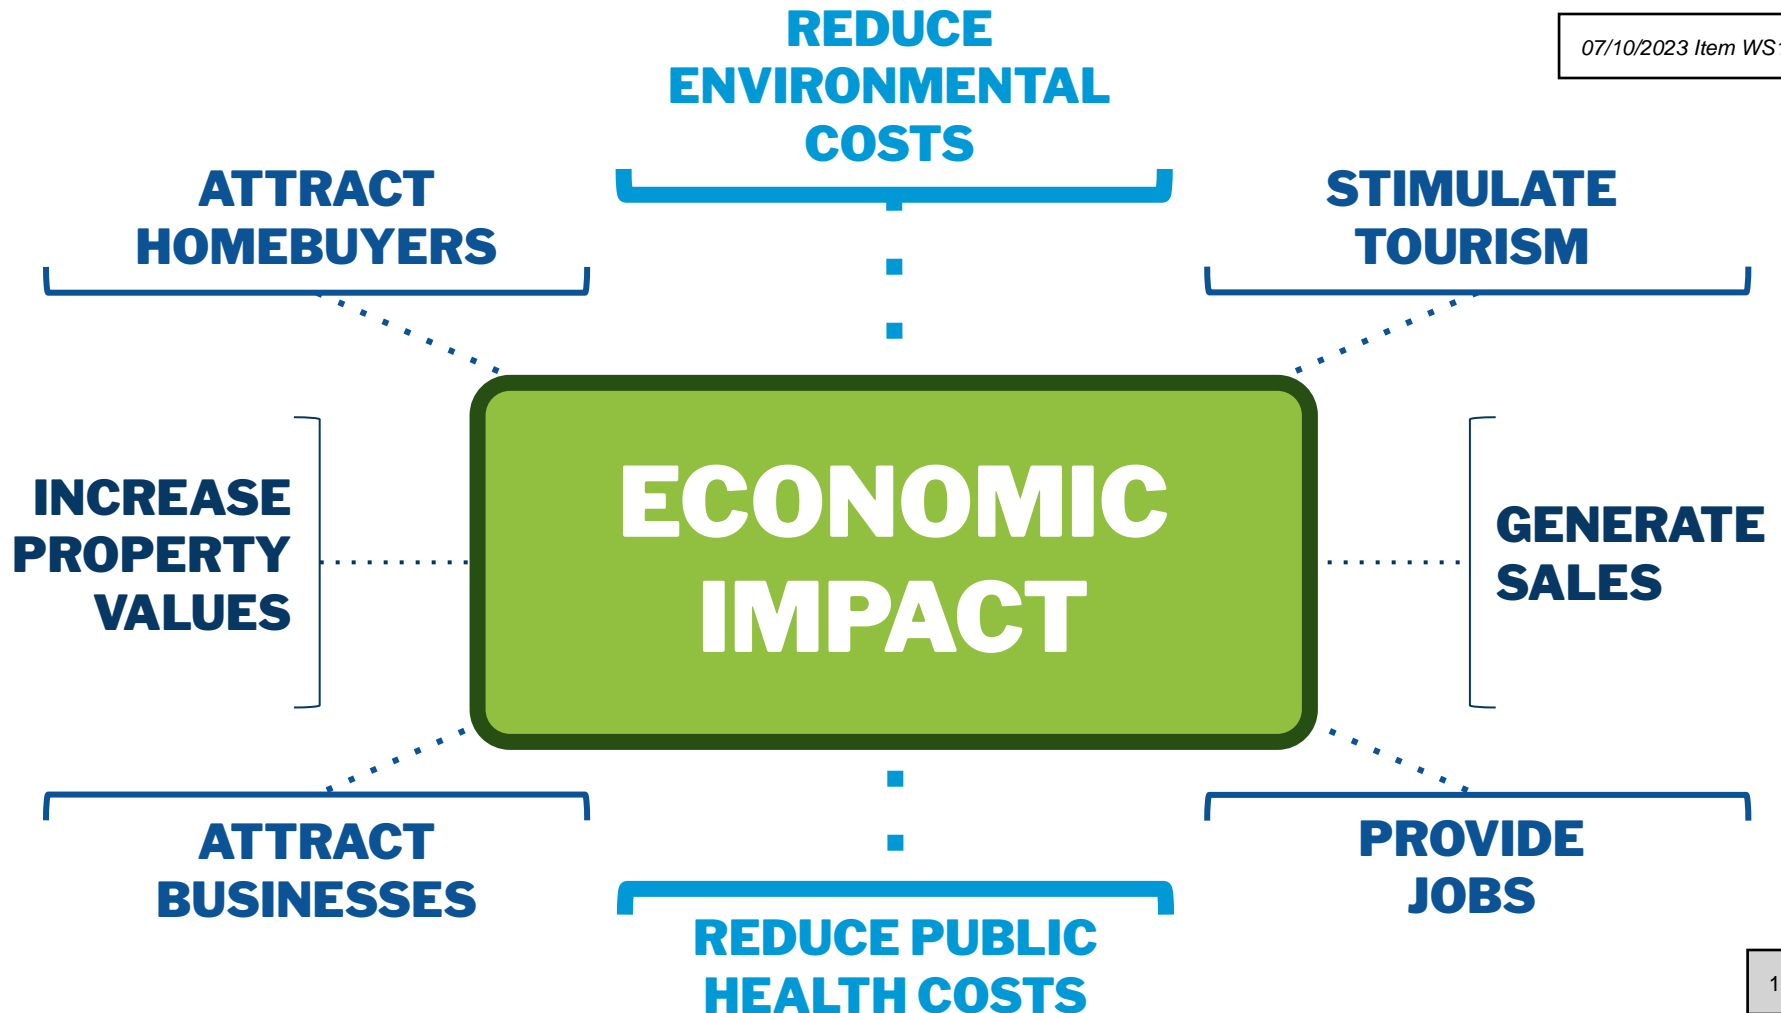 REDUCE
ENVIRONMENTAL
COSTS
07/10/2023 Item WS1
ATTRACT
HOMEBUYERS
STIMULATE
TOURISM
INCREASE
PROPERTY
VALUES
ECONOMIC
IMPACT
GENERATE
SALES
ATTRACT
BUSINESSES
REDUCE PUBLIC
HEALTH COSTS
PROVIDE
JOBS
1